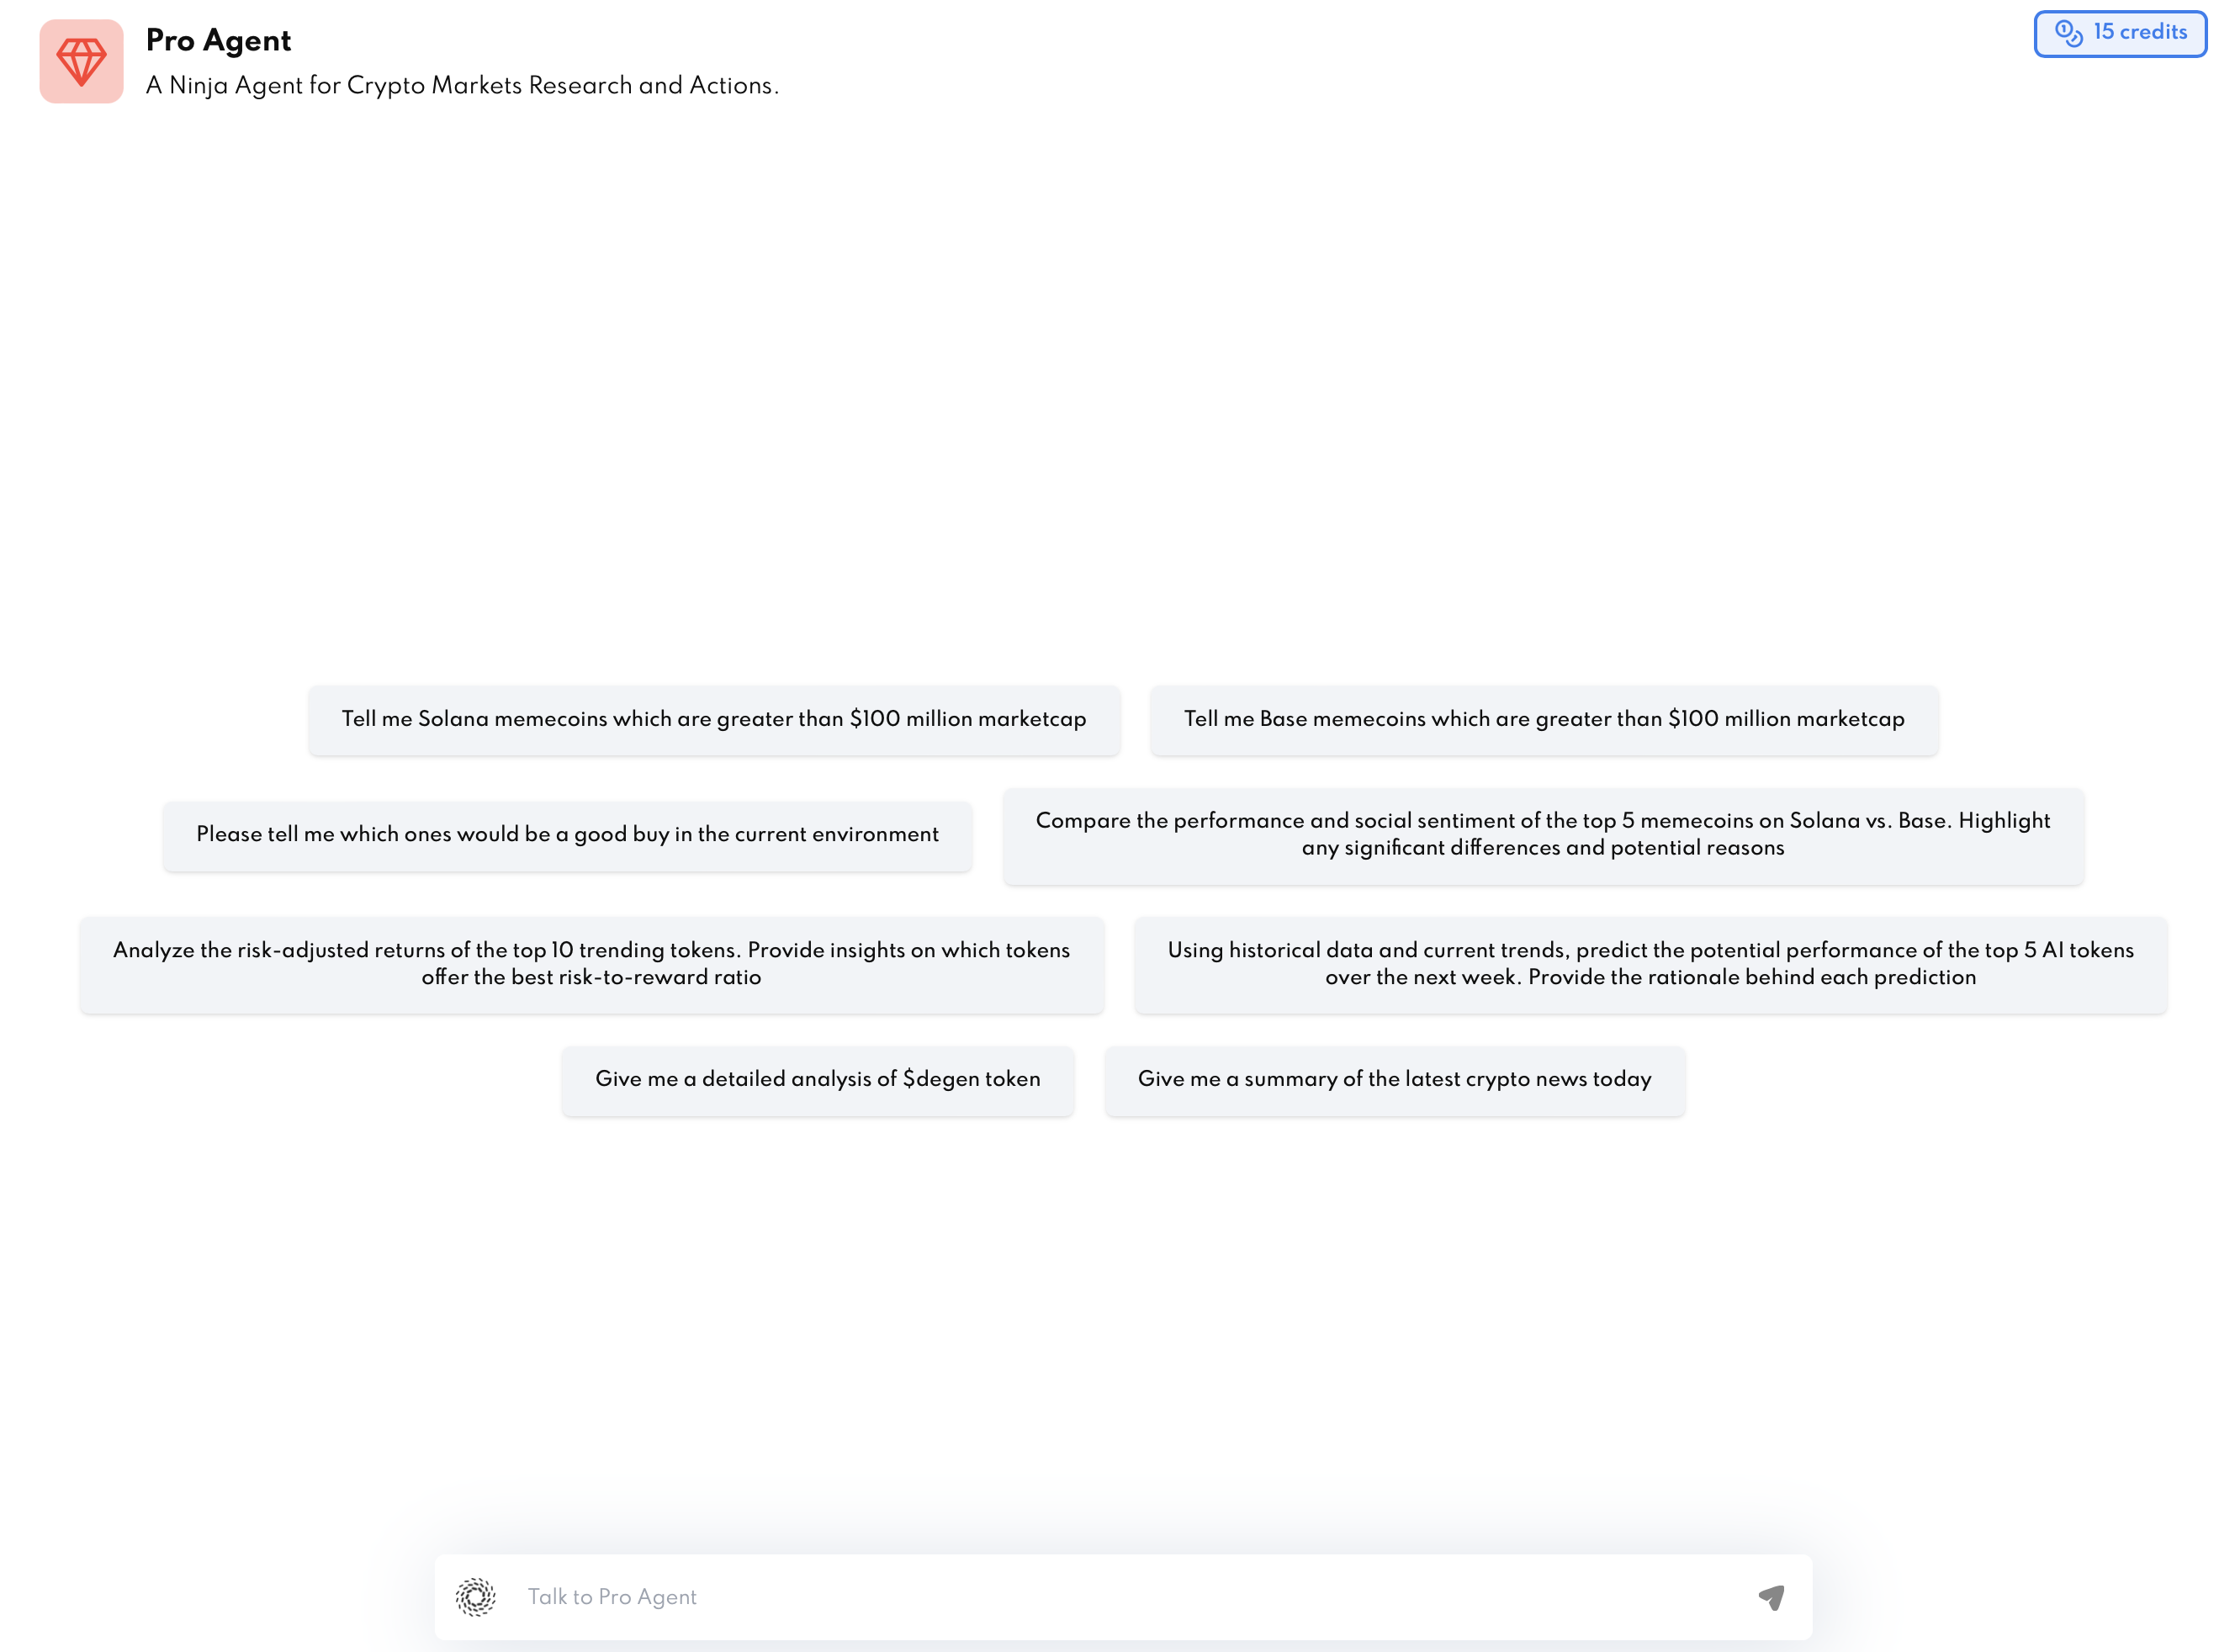 Pro Agent
A Ninja Agent for Crypto Markets Research and Actions.
15 credits
Tell me Solana memecoins which are greater than $100 million marketcap
Tell me Base memecoins which are greater than $100 million marketcap
Please tell me which ones would be a good buy in the current environment
Compare the performance and social sentiment of the top 5 memecoins on Solana vs. Base. Highlight
any significant differences and potential reasons
Analyze the risk-adjusted returns of the top 10 trending tokens. Provide insights on which tokens
offer the best risk-to-reward ratio
Using historical data and current trends, predict the potential performance of the top 5 AI tokens
over the next week. Provide the rationale behind each prediction
Give me a detailed analysis of $degen token
Give me a summary of the latest crypto news today
Talk to Pro Agent